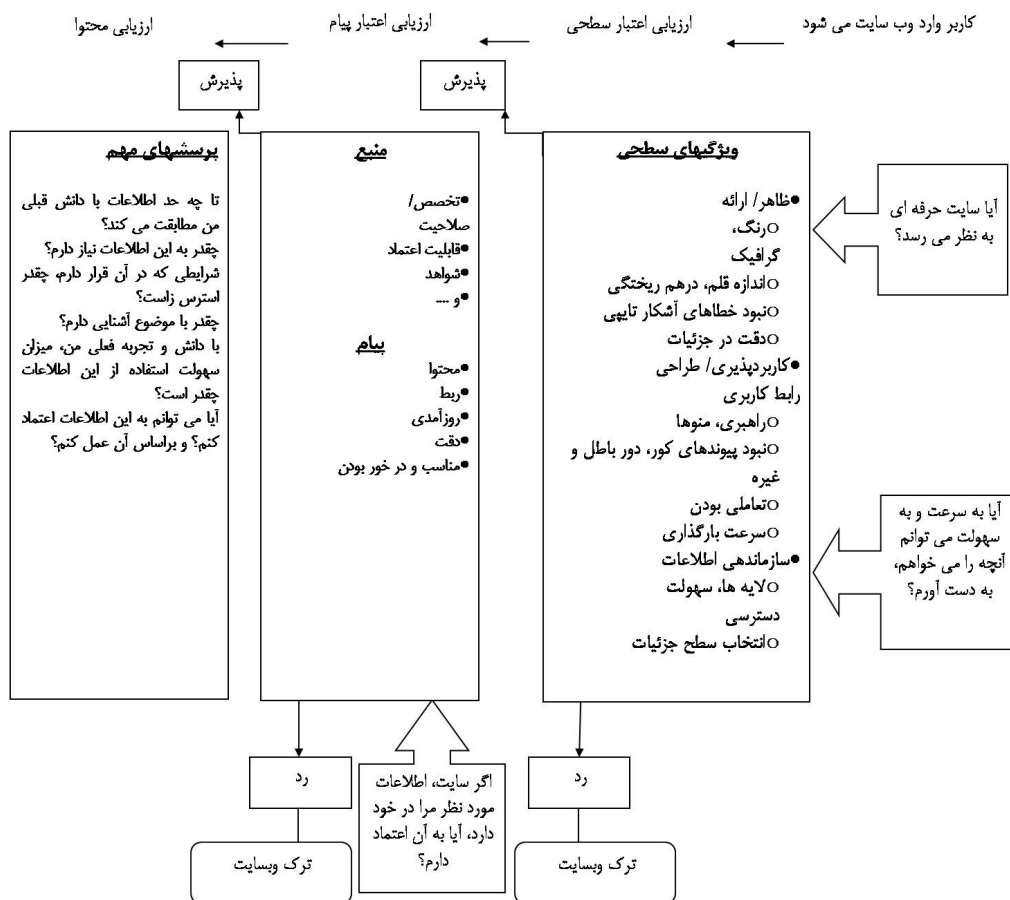 کاربر وارد وب سایت می شود
ارزیابی اعتبار سطحی
ارزیابی اعتبار پیام
ارزیابی محتوا
پذیرش
پذیرش
ویژگیهای سطحی
●ظاهر/ ارائه
○رنگ،
گرافیک
○اندازه قلم، درهم ریختگی
○نبود خطاهای آشکار تایپی
○دقت در جزئیات
●کاربردپذیری/ طراحی
رابط کاربری
○راهبری، منوها
○نبود پیوندهای کور، دور باطل و
غیره
○تعاملی بودن
○سرعت بارگذاری
●سازماندهی اطلاعات
○لایه ها، سهولت
دسترسی
○انتخاب سطح جزئیات
آیا سایت حرفه ای
به نظر می رسد؟
آیا به سرعت و به
سهولت می توانم
آنچه را می خواهم،
به دست آورم؟
منبع
●تخصص/
صلاحیت
●قابلیت اعتماد
●شواهد
●و ....
پیام
●محتوا
●ربط
●روزآمدی
●دقت
●مناسب و در خور بودن
پرسشهای مهم
تا چه حد اطلاعات با دانش قبلی
من مطابقت می کند؟
چقدر به این اطلاعات نیاز دارم؟
شرایطی که در آن قرار دارم، چقدر
استرس زاست؟
چقدر با موضوع آشنایی دارم؟
با دانش و تجربه فعلی من، میزان
سهولت استفاده از این اطلاعات
چقدر است؟
آیا می توانم به این اطلاعات اعتماد
کنم؟ و براساس آن عمل کنم؟
رد
ترک وبسایت
اگر سایت، اطلاعات
مورد نظر مرا در خود
دارد، آیا به آن اعتماد
دارم؟
رد
ترک وبسایت